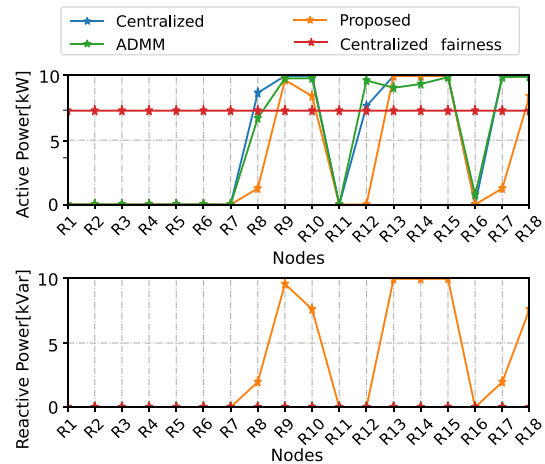 Centralized
Proposed
ADMM
Centralized fairness
Active Power[kW]
10
5
0
R1 R2 R3 R4 R5 R6 R7 R8 R9 R10 R11 R12 R13 R14 R15 R16 R17 R18
Nodes
Reactive Power[kVar]
10
5
0
R1 R2 R3 R4 R5 R6 R7 R8 R9 R10 R11 R12 R13 R14 R15 R16 R17 R18
Nodes